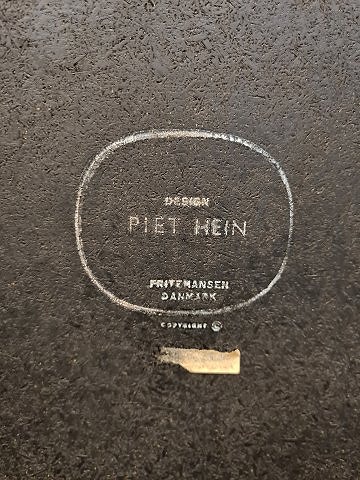 DESIGN
PIET HEIN
FRITZ HANSEN
DANMARK
COPYRIGHT ©